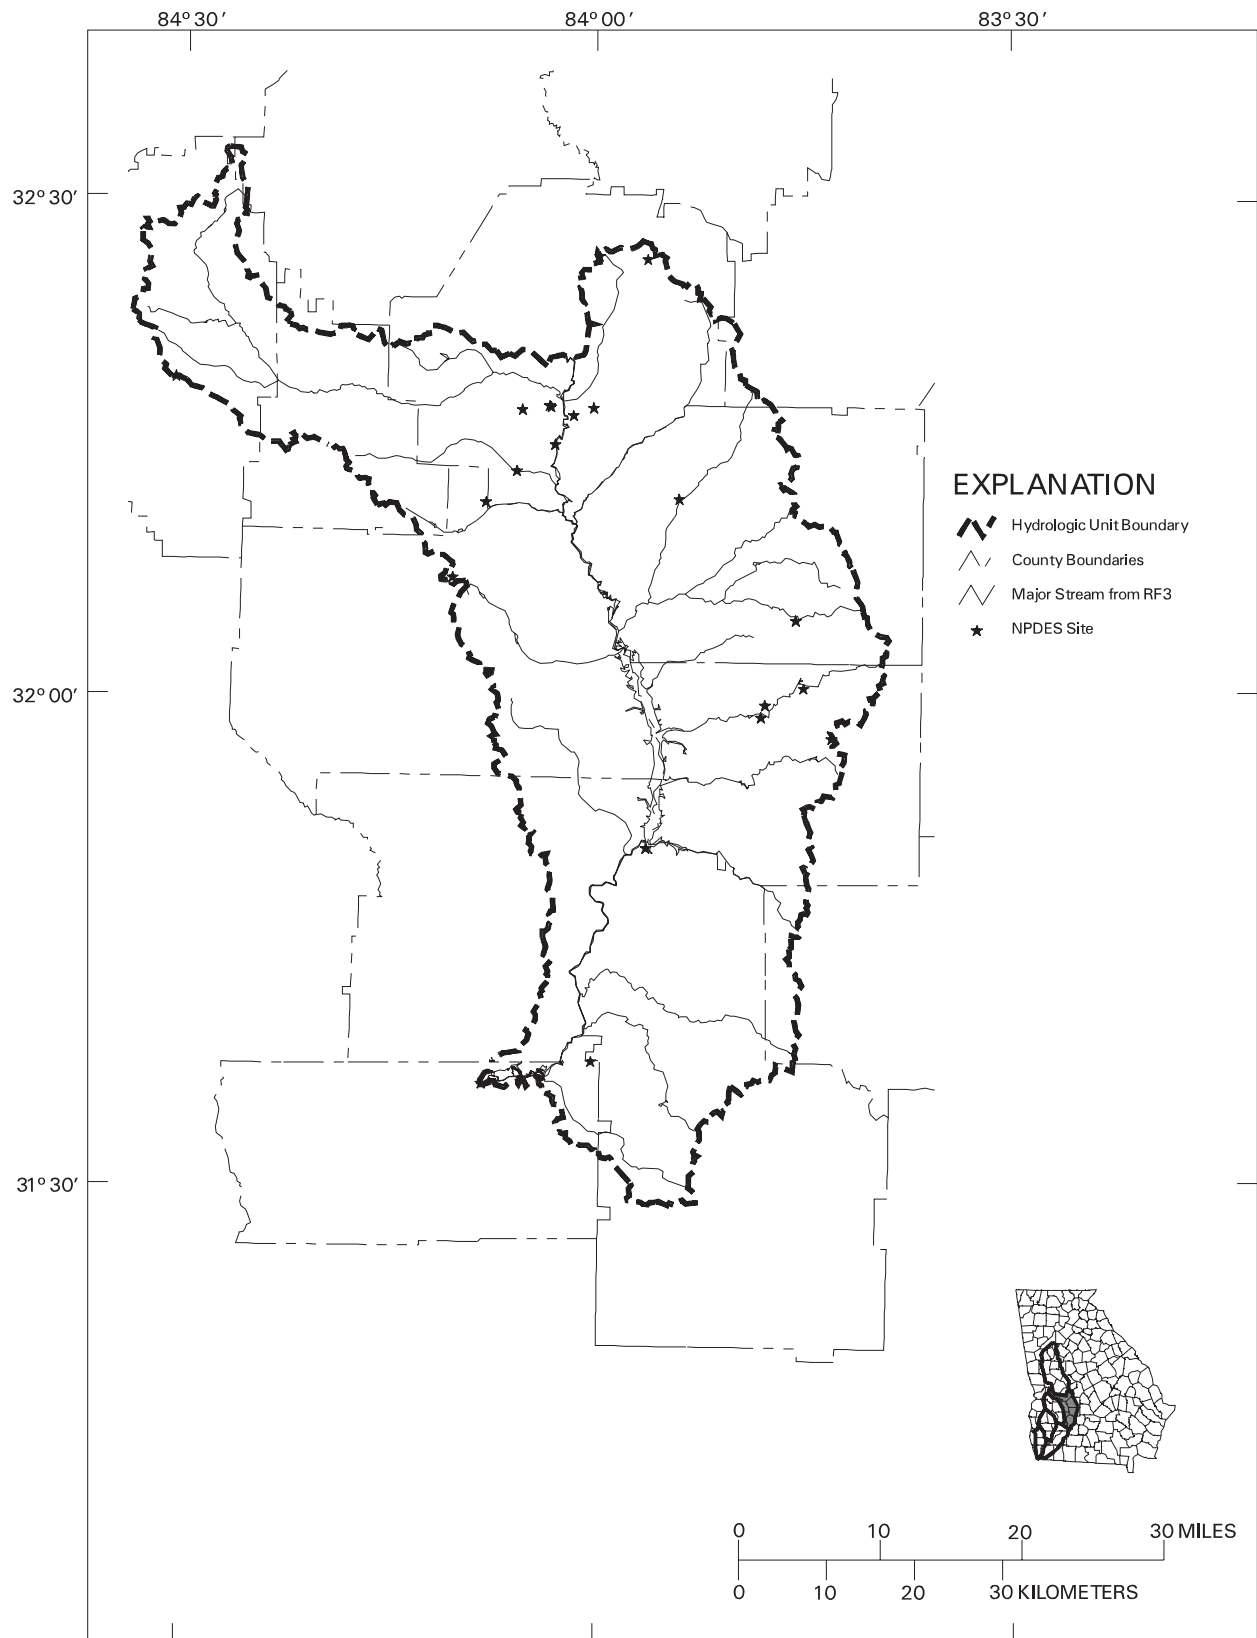 84°30′ 84°00′ 83°30′
32°30′
EXPLANATION
Hydrologic Unit Boundary
County Boundaries
Major Stream from RF3
NPDES Site
32°00′
31°30′
0 10 20 30 MILES
0 10 20 30 KILOMETERS